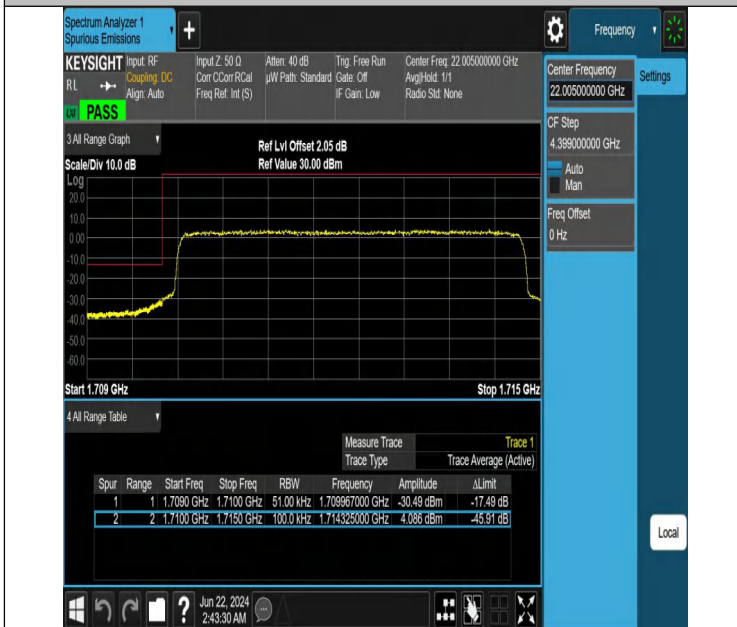 Spectrum Analyzer 1
Spurious Emissions
+
Frequency
KEYSIGHT
RL
Input: RF
Coupling: DC
Align: Auto
Input Z: 50 Ω
Corr CCorr RCal
Freq Ref: Int (S)
Atten: 40 dB
µW Path: Standard
Trig: Free Run
Gate: Off
IF Gain: Low
Center Freq: 22.005000000 GHz
Avg|Hold: 1/1
Radio Std: None
PASS
Center Frequency
22.005000000 GHz
Settings
CF Step
4.399000000 GHz
Auto
Man
Freq Offset
0 Hz
3 All Range Graph
Scale/Div 10.0 dB
Ref Lvl Offset 2.05 dB
Ref Value 30.00 dBm
Log
20.0
10.0
0.00
-10.0
-20.0
-30.0
-40.0
-50.0
-60.0
Start 1.709 GHz Stop 1.715 GHz
4 All Range Table
Measure Trace Trace 1
Trace Type Trace Average (Active)
Spur Range Start Freq Stop Freq RBW Frequency Amplitude ΔLimit
1 1 1.7090 GHz 1.7100 GHz 51.00 kHz 1.709967000 GHz -30.49 dBm -17.49 dB
2 2 1.7100 GHz 1.7150 GHz 100.0 kHz 1.714325000 GHz 4.086 dBm -45.91 dB
Local
?
Jun 22, 2024
2:43:30 AM